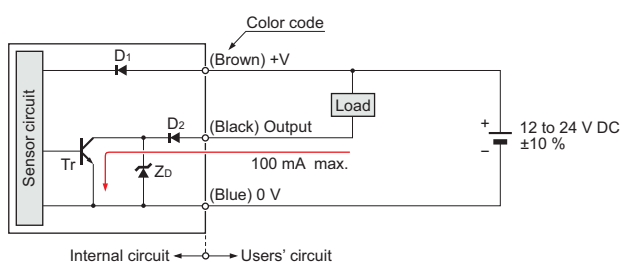 Color code
D1
(Brown) +V
Load
Sensor circuit
D2
(Black) Output
+
12 to 24 V DC
±10 %
−
Tr
ZD
100 mA max.
(Blue) 0 V
Internal circuit
Users' circuit